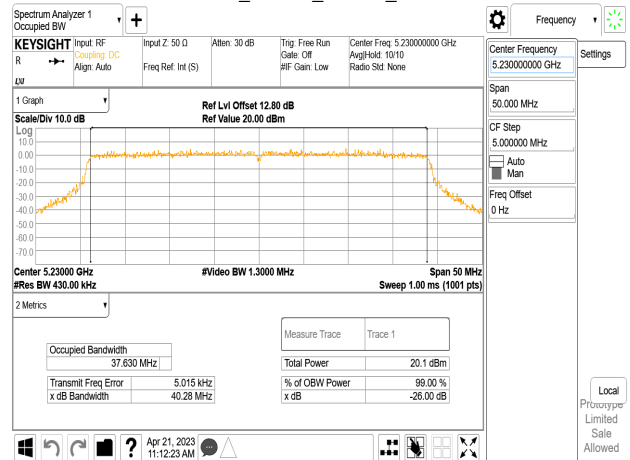 Spectrum Analyzer 1
Occupied BW
Frequency
KEYSIGHT
R
LXI
Input: RF
Coupling: DC
Align: Auto
Input Z: 50 Ω
Freq Ref: Int (S)
Atten: 30 dB
Trig: Free Run
Gate: Off
#IF Gain: Low
Center Freq: 5.230000000 GHz
Avg|Hold: 10/10
Radio Std: None
Center Frequency
5.230000000 GHz
Settings
Span
50.000 MHz
CF Step
5.000000 MHz
Auto
Man
Freq Offset
0 Hz
1 Graph
Ref Lvl Offset 12.80 dB
Scale/Div 10.0 dB
Ref Value 20.00 dBm
Log
10.0
0.00
-10.0
-20.0
-30.0
-40.0
-50.0
-60.0
-70.0
Center 5.23000 GHz
#Video BW 1.3000 MHz
Span 50 MHz
#Res BW 430.00 kHz
Sweep 1.00 ms (1001 pts)
2 Metrics
Measure Trace
Trace 1
Occupied Bandwidth
37.630 MHz
Total Power
20.1 dBm
Transmit Freq Error
5.015 kHz
% of OBW Power
99.00 %
x dB Bandwidth
40.28 MHz
x dB
-26.00 dB
Local
Prototype
Limited
Sale
Allowed
?
Apr 21, 2023
11:12:23 AM